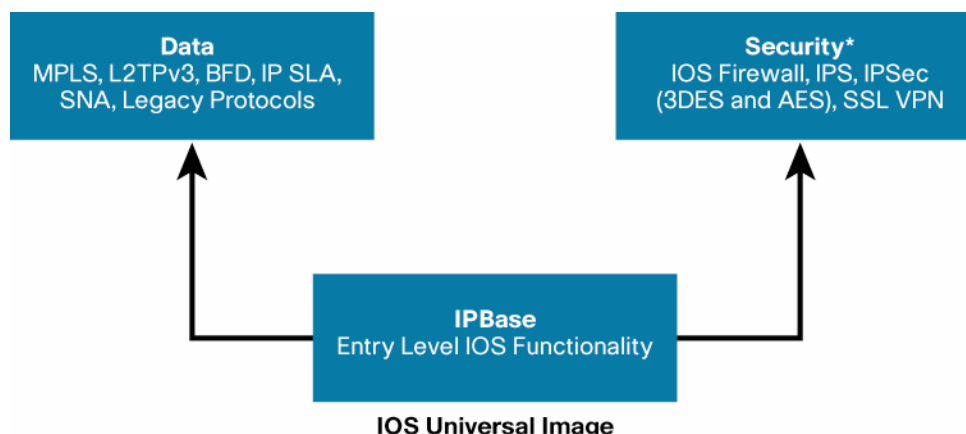 Data
MPLS, L2TPv3, BFD, IP SLA,
SNA, Legacy Protocols
Security*
IOS Firewall, IPS, IPSec
(3DES and AES), SSL VPN
IPBase
Entry Level IOS Functionality
IOS Universal Image